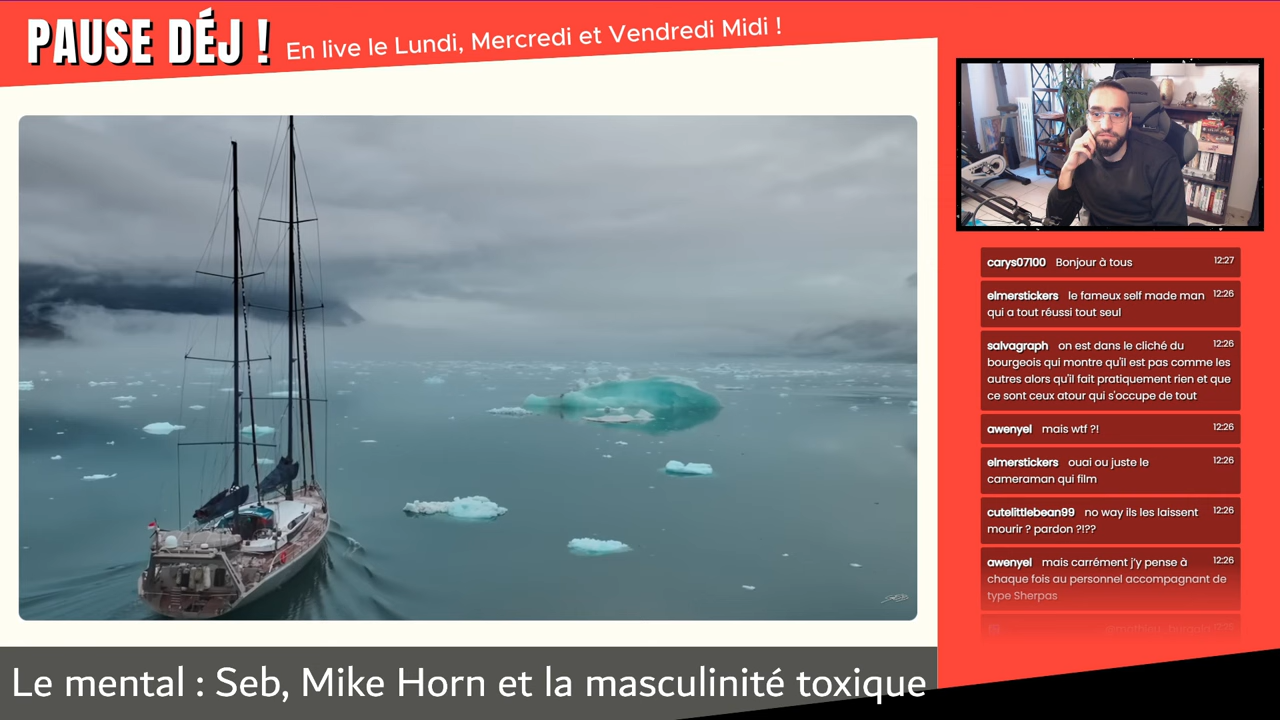 PAUSE DÉJ !
En live le Lundi, Mercredi et Vendredi Midi !
carys07100 Bonjour à tous 12:27
elmerstickers le fameux self made man 12:26
qui a tout réussi tout seul
salvagraph on est dans le cliché du 12:26
bourgeois qui montre qu'il est pas comme les
autres alors qu'il fait pratiquement rien et que
ce sont ceux atour qui s'occupe de tout
awenyel mais wtf ?! 12:26
elmerstickers ouai ou juste le 12:26
cameraman qui film
cutelittlebean99 no way ils les laissent 12:26
mourir ? pardon ?!??
awenyel mais carrément j'y pense à 12:26
chaque fois au personnel accompagnant de
type Sherpas
Le mental : Seb, Mike Horn et la masculinité toxique